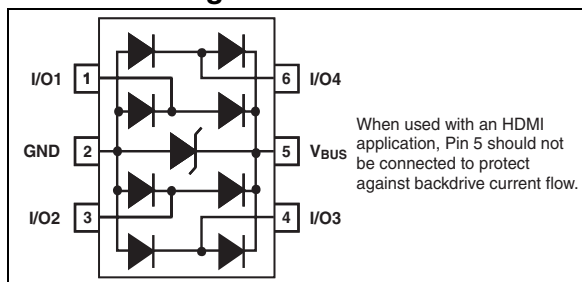 I/O1 1
6 I/O4
GND 2
5 VBUS
I/O2 3
4 I/O3
When used with an HDMI
application, Pin 5 should not
be connected to protect
against backdrive current flow.